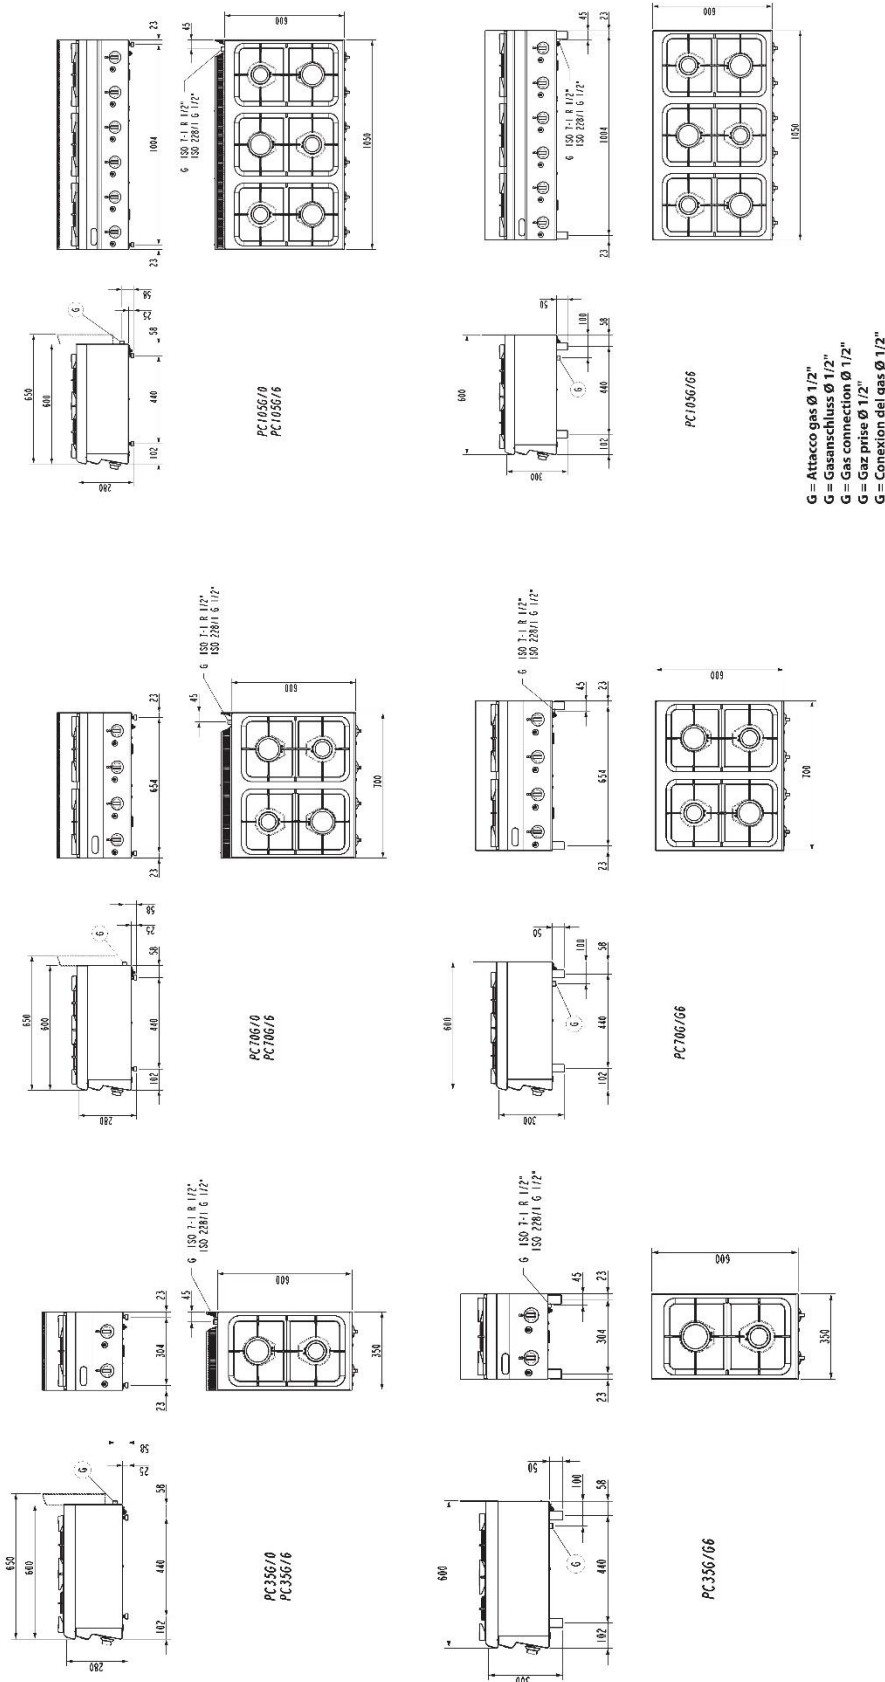 650
600
280
G
102
440
58
25
58
23
304
23
45
G ISO 7-1 R 1/2"
ISO 228/1 G 1/2"
600
350
PC35G/0
PC35G/6
650
600
280
G
102
440
58
25
58
23
654
23
45
G ISO 7-1 R 1/2"
ISO 228/1 G 1/2"
600
700
PC70G/0
PC70G/6
650
600
280
G
102
440
58
25
58
23
1004
23
45
G ISO 7-1 R 1/2"
ISO 228/1 G 1/2"
600
1050
PC105G/0
PC105G/6
600
300
50
G
100
102
440
58
23
304
23
45
G ISO 7-1 R 1/2"
ISO 228/1 G 1/2"
600
350
PC35G/G6
600
300
50
G
100
102
440
58
23
654
23
45
G ISO 7-1 R 1/2"
ISO 228/1 G 1/2"
600
700
PC70G/G6
600
300
50
G
100
102
440
58
23
1004
23
45
G ISO 7-1 R 1/2"
ISO 228/1 G 1/2"
600
1050
PC105G/G6
G = Attacco gas Ø 1/2"
G = Gasanschluss Ø 1/2"
G = Gas connection Ø 1/2"
G = Gaz prise Ø 1/2"
G = Conexion del gas Ø 1/2"